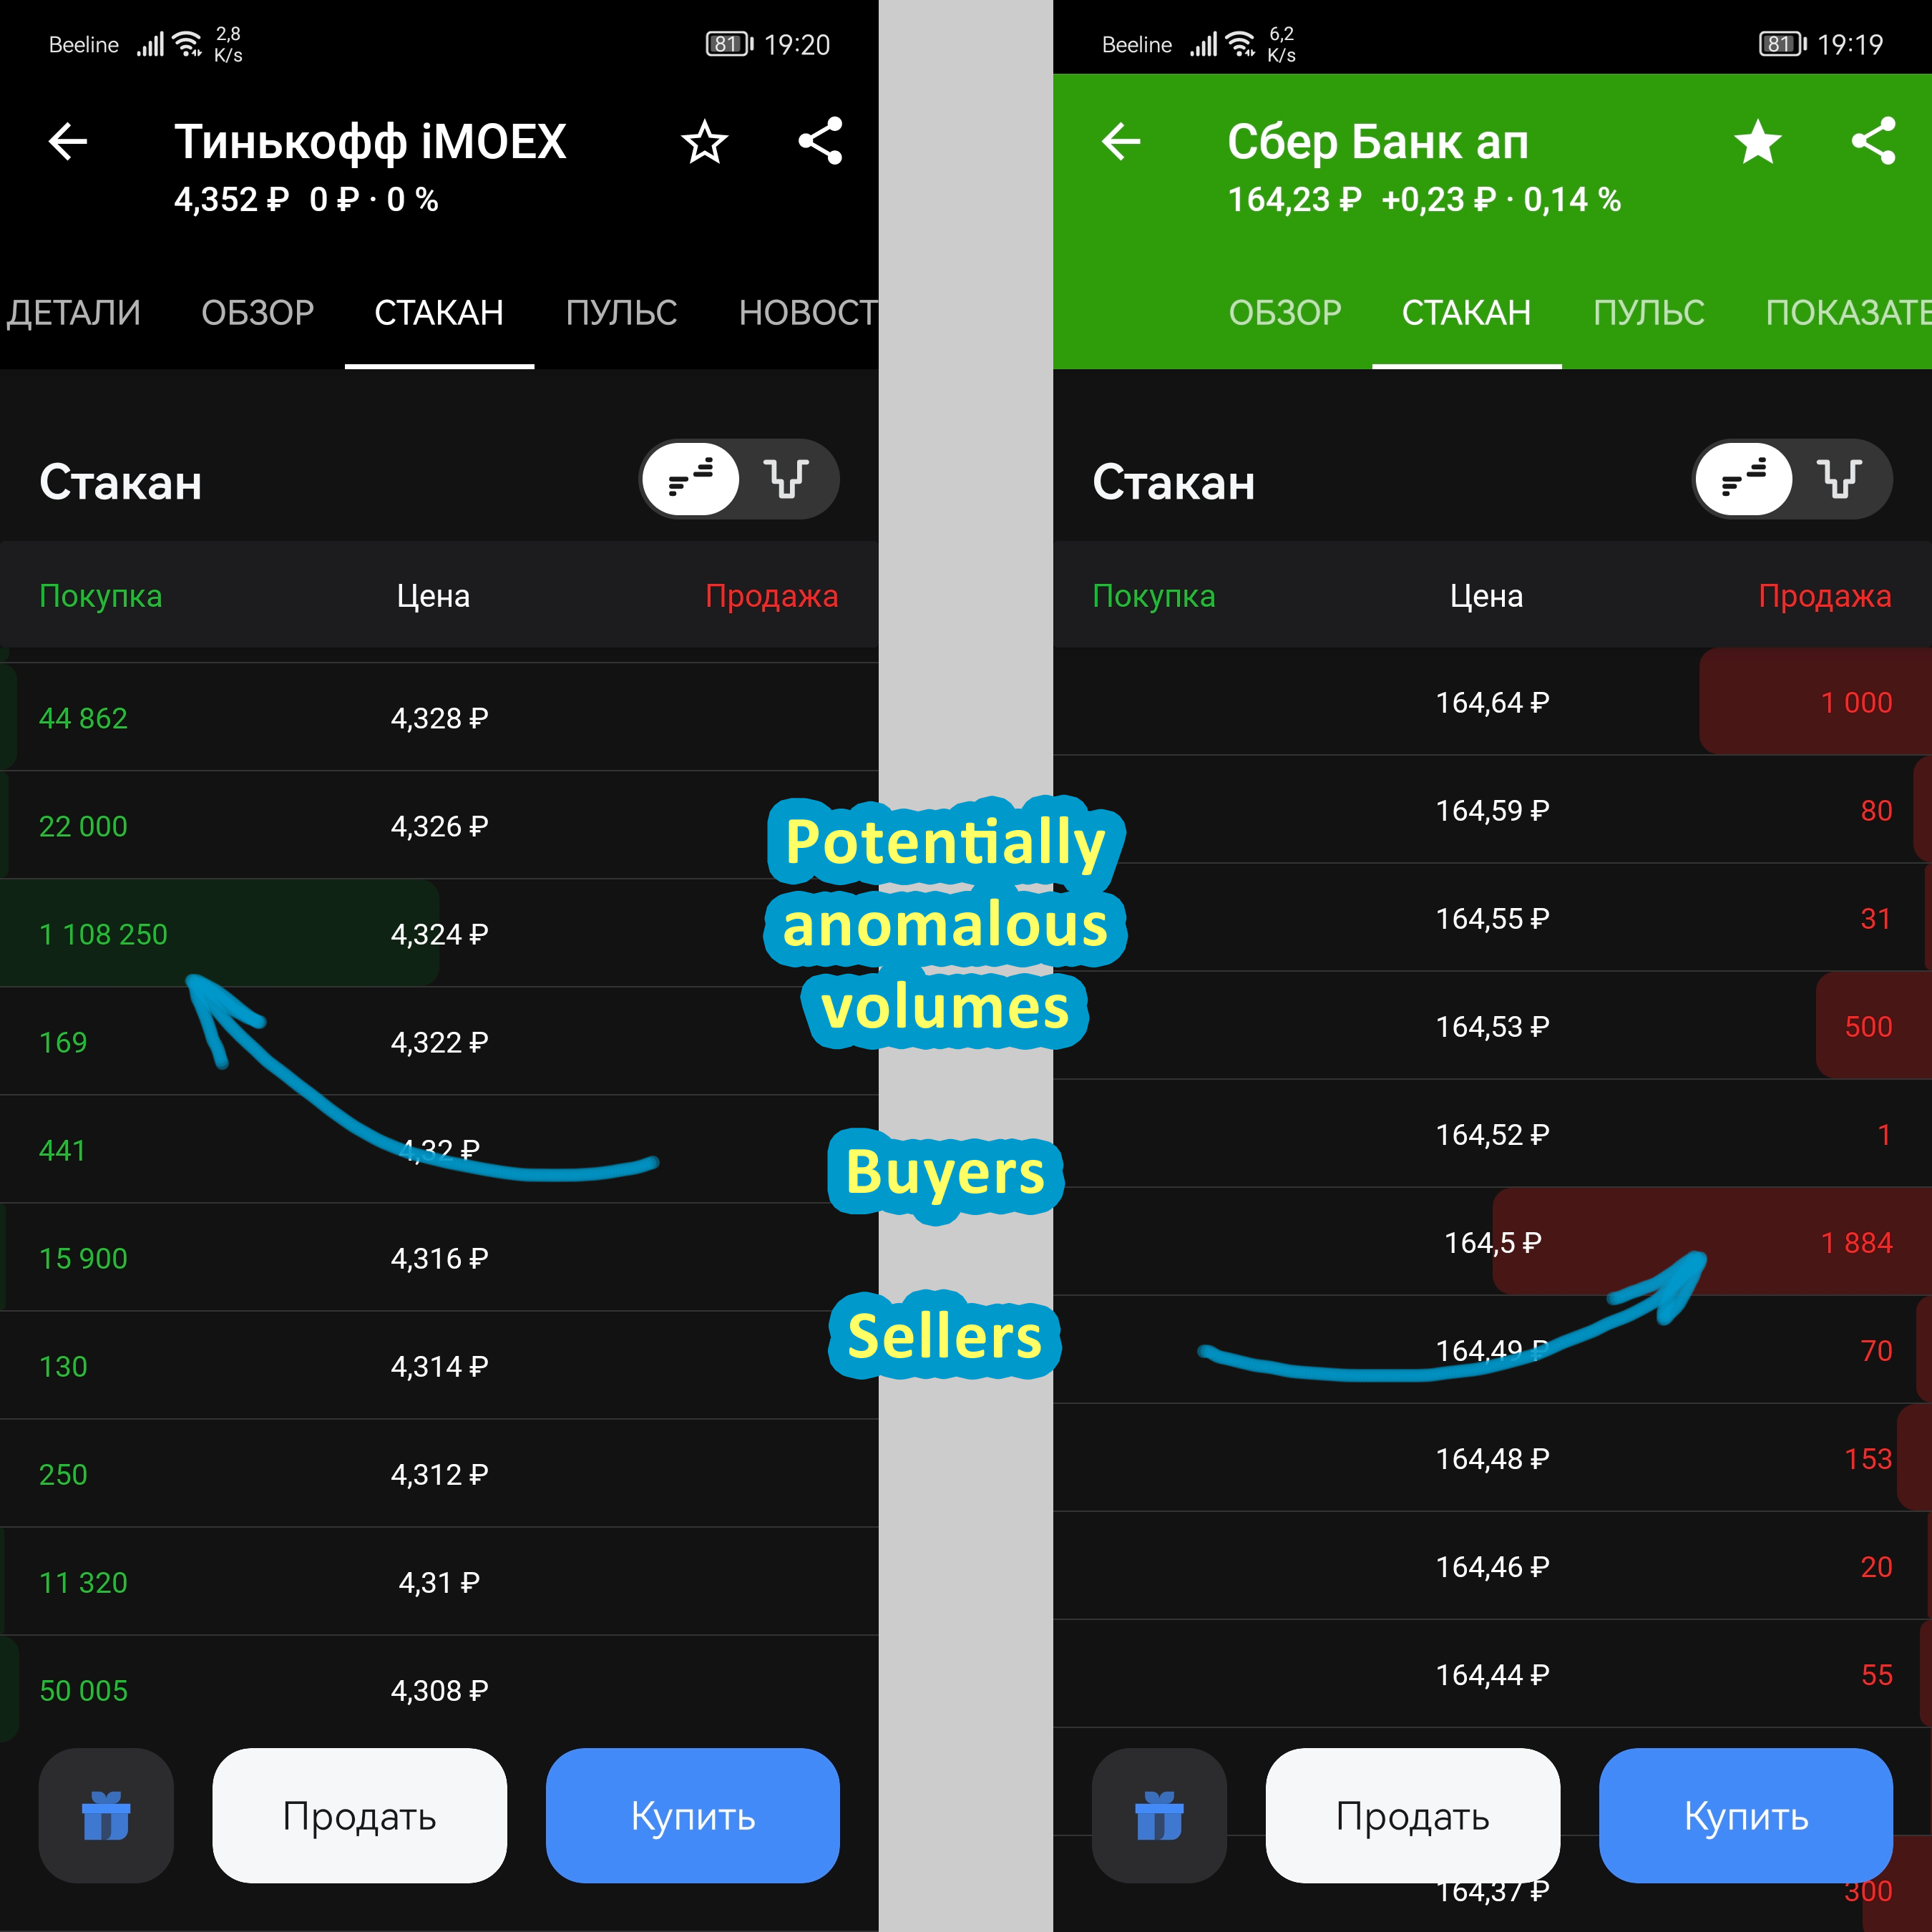 Beeline 2,8 K/s 81 19:20
Тинькофф iMOEX
4,352 ₽ 0 ₽ · 0 %
ДЕТАЛИ ОБЗОР СТАКАН ПУЛЬС НОВОСТ
Стакан
Покупка Цена Продажа
44 862 4,328 ₽
22 000 4,326 ₽
1 108 250 4,324 ₽
169 4,322 ₽
441 4,32 ₽
15 900 4,316 ₽
130 4,314 ₽
250 4,312 ₽
11 320 4,31 ₽
50 005 4,308 ₽
Продать Купить
Potentially
anomalous
volumes
Buyers
Sellers
Beeline 6,2 K/s 81 19:19
Сбер Банк ап
164,23 ₽ +0,23 ₽ · 0,14 %
ОБЗОР СТАКАН ПУЛЬС ПОКАЗАТЕ
Стакан
Покупка Цена Продажа
164,64 ₽ 1 000
164,59 ₽ 80
164,55 ₽ 31
164,53 ₽ 500
164,52 ₽ 1
164,5 ₽ 1 884
164,49 ₽ 70
164,48 ₽ 153
164,46 ₽ 20
164,44 ₽ 55
Продать Купить
164,37 ₽ 300